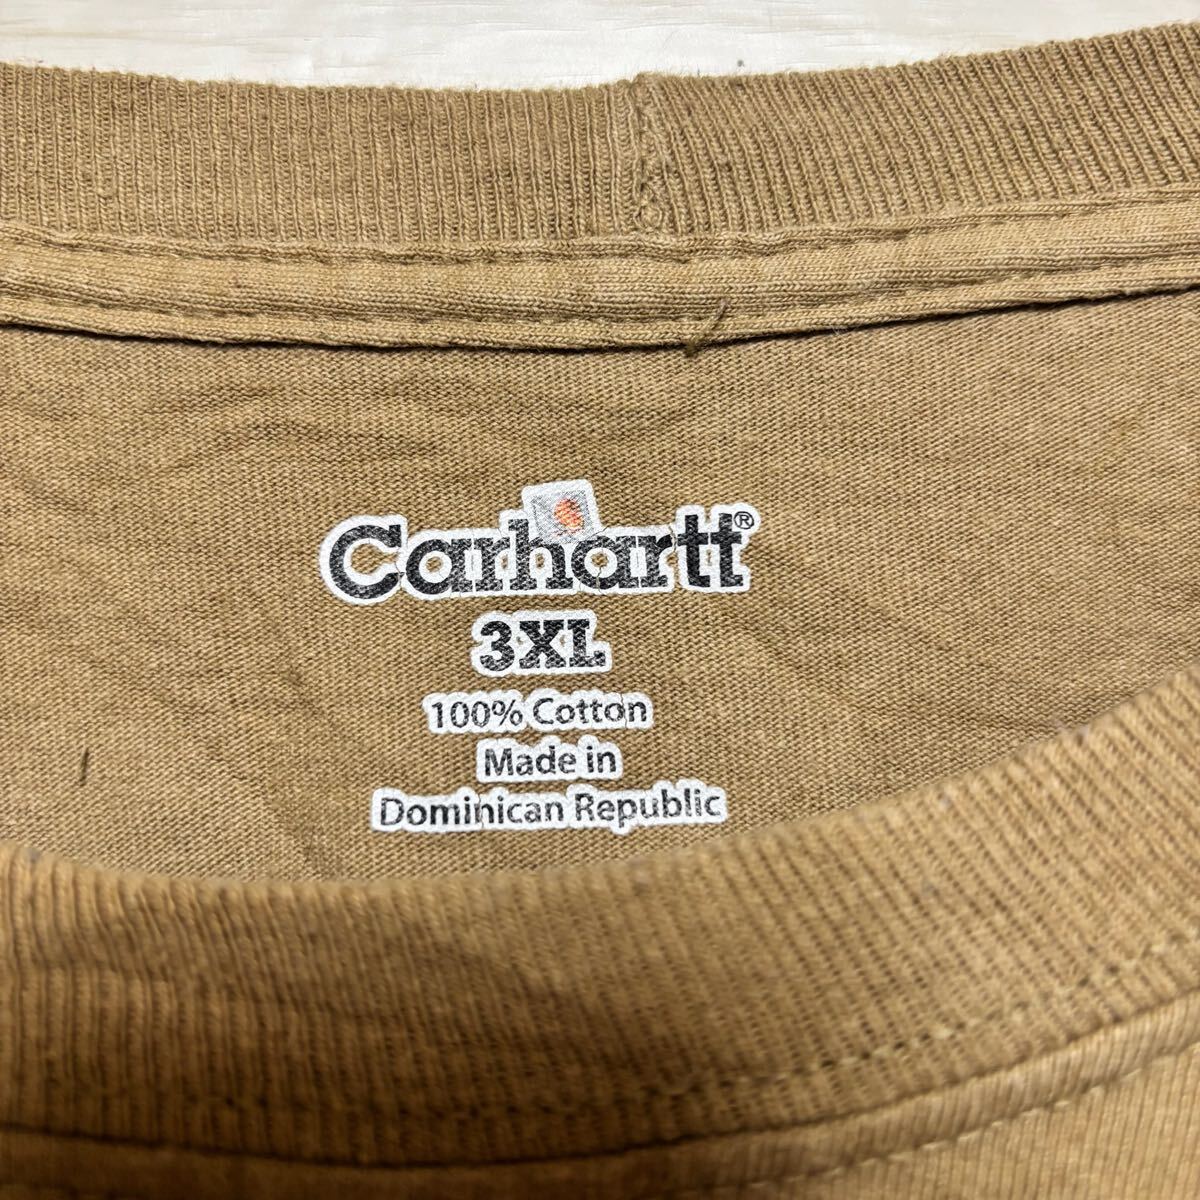 Carhartt®
3XL
100% Cotton
Made in
Dominican Republic